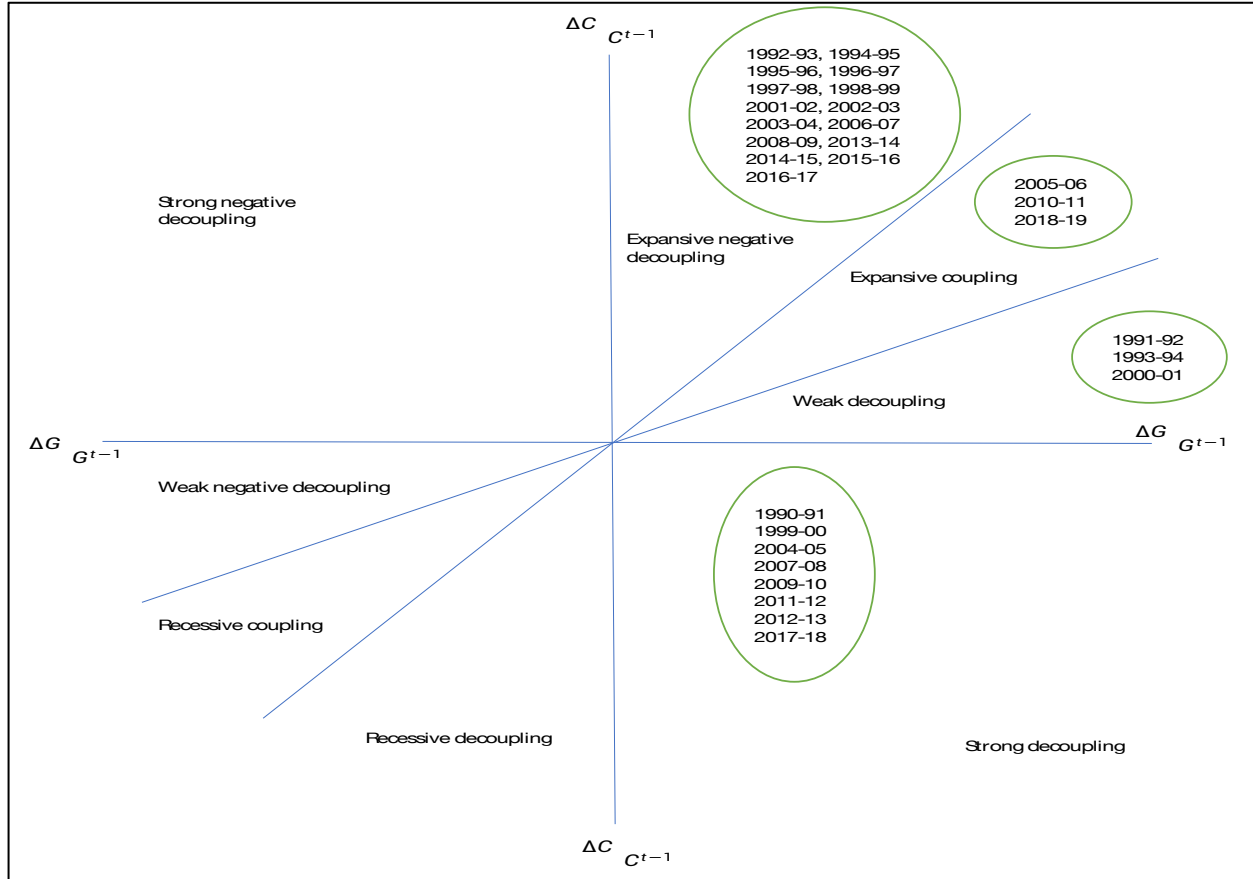 ΔC
C^{t−1}
1992-93, 1994-95
1995-96, 1996-97
1997-98, 1998-99
2001-02, 2002-03
2003-04, 2006-07
2008-09, 2013-14
2014-15, 2015-16
2016-17
2005-06
2010-11
2018-19
Strong negative
decoupling
Expansive negative
decoupling
Expansive coupling
1991-92
1993-94
2000-01
Weak decoupling
ΔG
G^{t−1}
ΔG
G^{t−1}
Weak negative decoupling
1990-91
1999-00
2004-05
2007-08
2009-10
2011-12
2012-13
2017-18
Recessive coupling
Recessive decoupling
Strong decoupling
ΔC
C^{t−1}